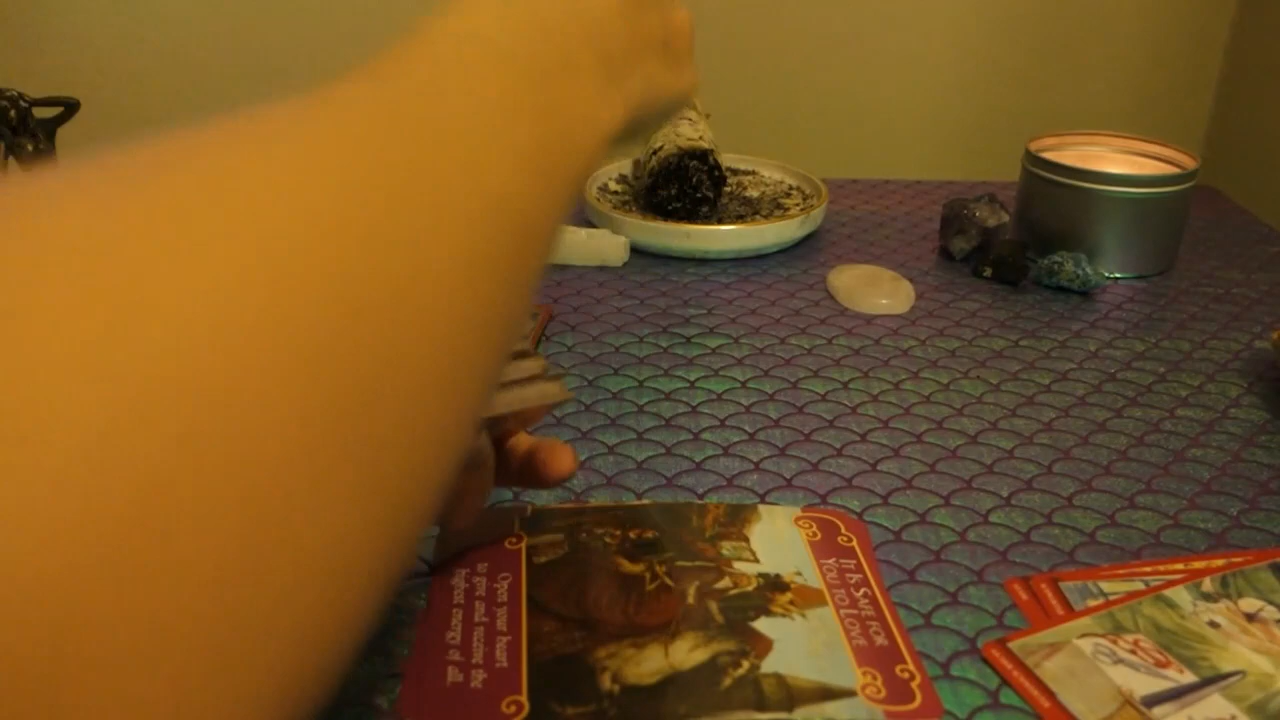 It Is Safe for
You to Love
Open your heart
to give and receive the
highest energy of all.